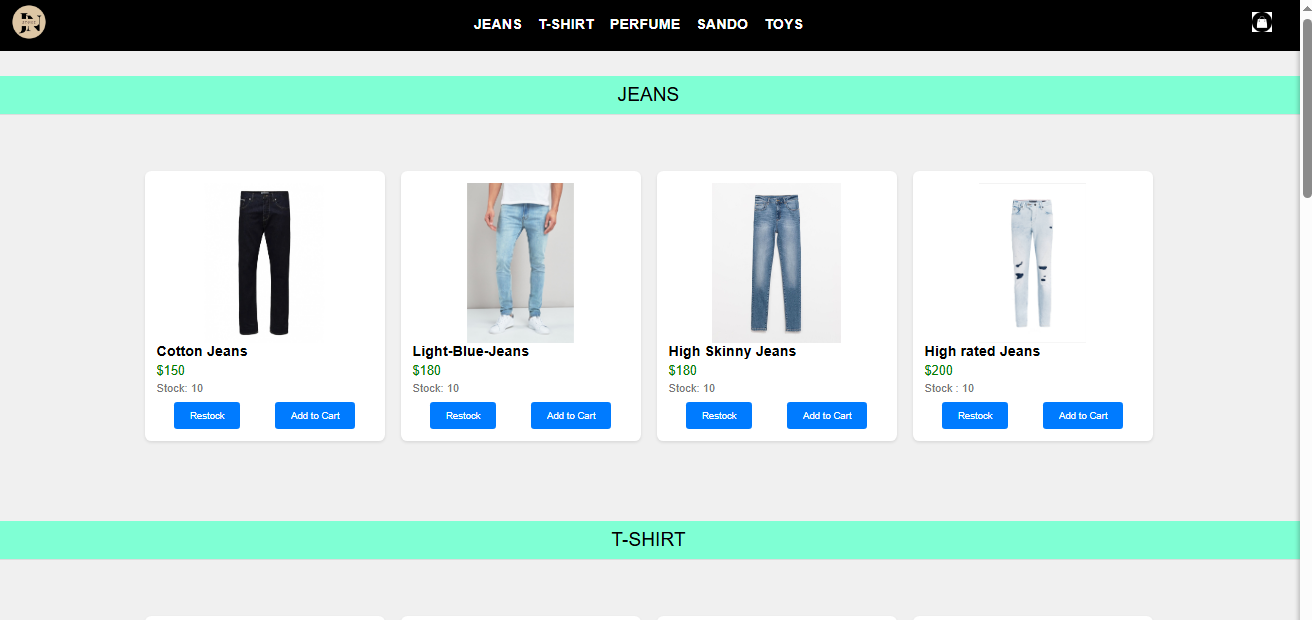 JN
JEANS T-SHIRT PERFUME SANDO TOYS
JEANS
Cotton Jeans
$150
Stock: 10
Restock Add to Cart
Light-Blue-Jeans
$180
Stock: 10
Restock Add to Cart
High Skinny Jeans
$180
Stock: 10
Restock Add to Cart
High rated Jeans
$200
Stock : 10
Restock Add to Cart
T-SHIRT